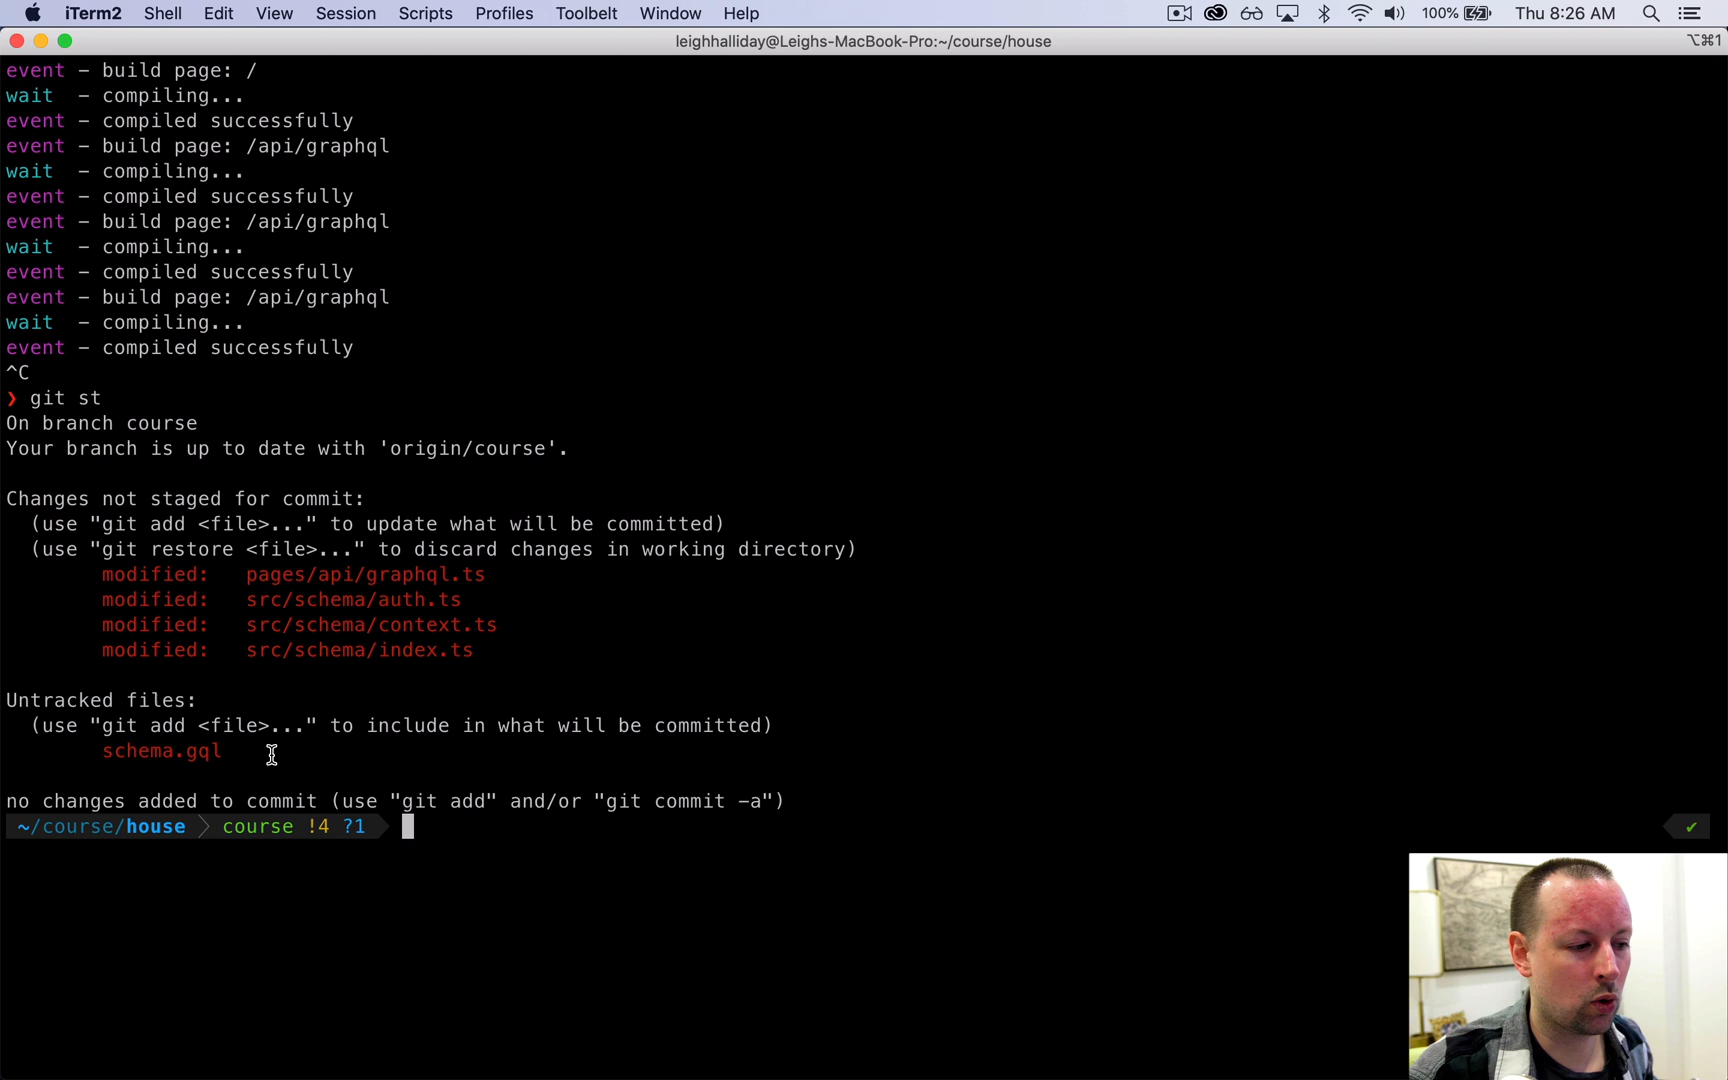 iTerm2 Shell Edit View Session Scripts Profiles Toolbelt Window Help 100% Thu 8:26 AM
leighhalliday@Leighs-MacBook-Pro:~/course/house ⌥⌘1
event - build page: /
wait - compiling...
event - compiled successfully
event - build page: /api/graphql
wait - compiling...
event - compiled successfully
event - build page: /api/graphql
wait - compiling...
event - compiled successfully
event - build page: /api/graphql
wait - compiling...
event - compiled successfully
^C
❯ git st
On branch course
Your branch is up to date with 'origin/course'.
Changes not staged for commit:
(use "git add <file>..." to update what will be committed)
(use "git restore <file>..." to discard changes in working directory)
modified: pages/api/graphql.ts
modified: src/schema/auth.ts
modified: src/schema/context.ts
modified: src/schema/index.ts
Untracked files:
(use "git add <file>..." to include in what will be committed)
schema.gql
no changes added to commit (use "git add" and/or "git commit -a")
~/course/house course !4 ?1 ✔